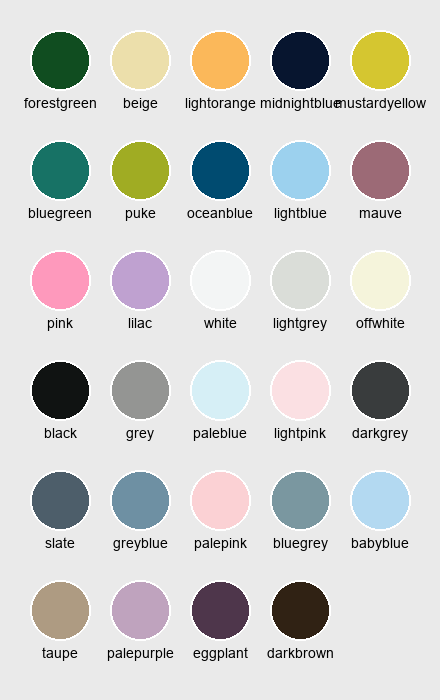 forestgreen beige lightorange midnightblue mustardyellow
bluegreen puke oceanblue lightblue mauve
pink lilac white lightgrey offwhite
black grey paleblue lightpink darkgrey
slate greyblue palepink bluegrey babyblue
taupe palepurple eggplant darkbrown